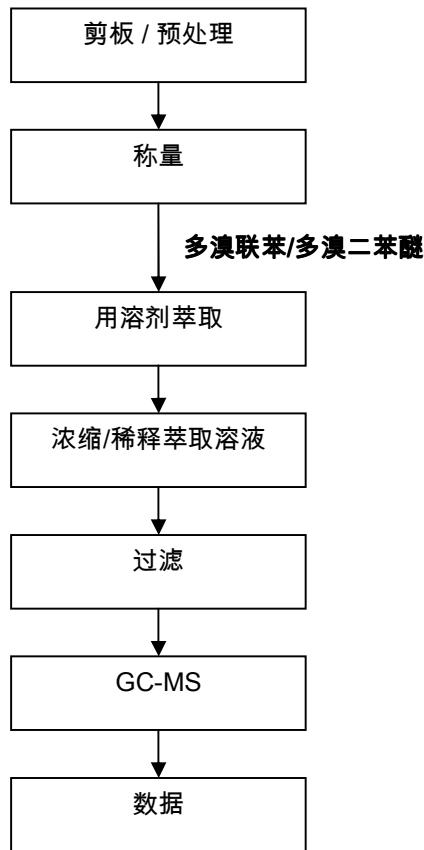 剪板 / 预处理
称量
多溴联苯/多溴二苯醚
用溶剂萃取
浓缩/稀释萃取溶液
过滤
GC-MS
数据